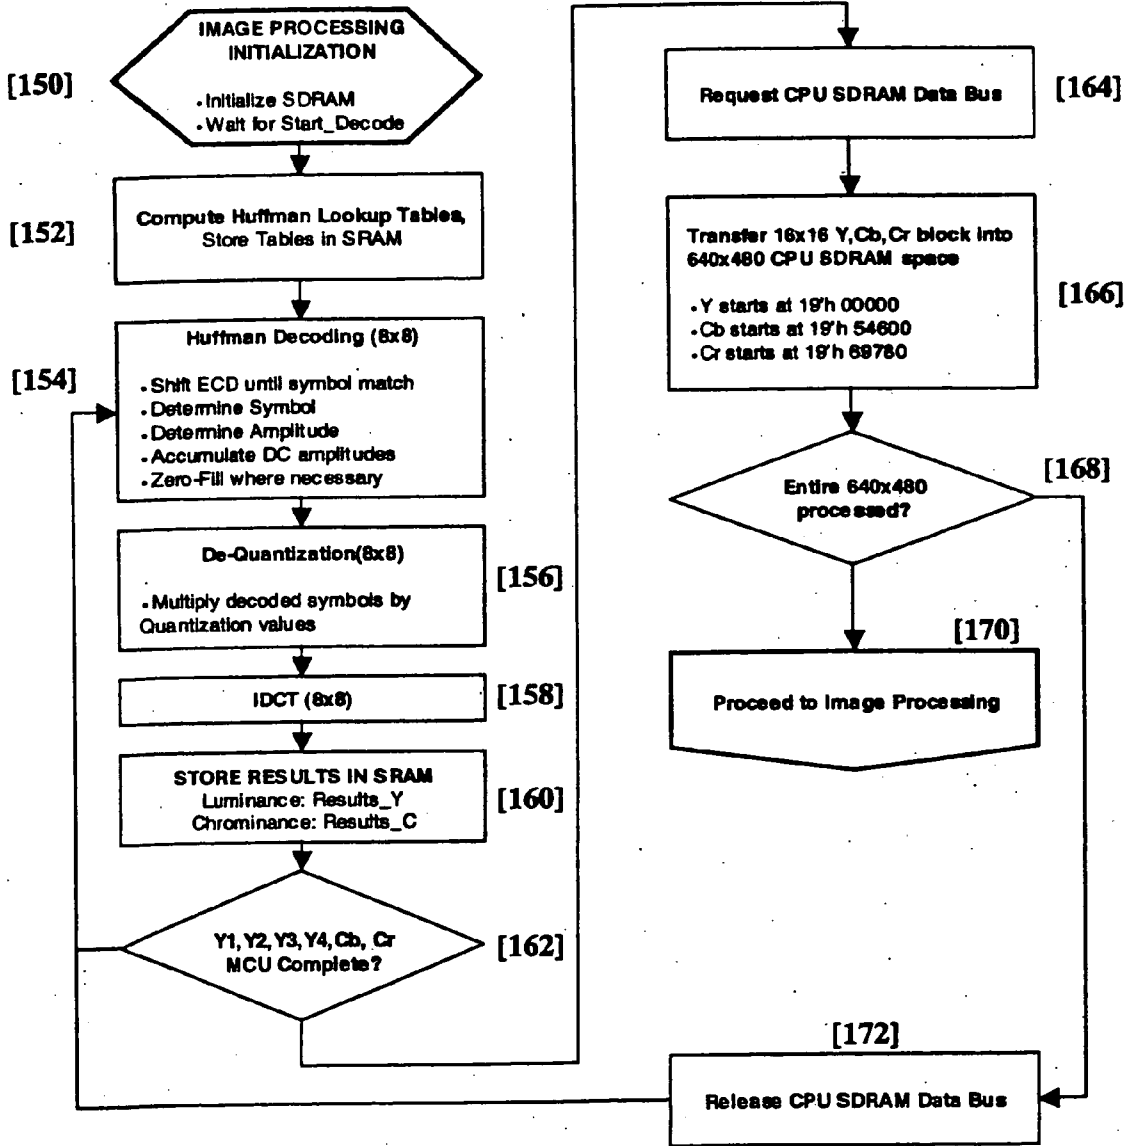 IMAGE PROCESSING
INITIALIZATION
[150]
• Initialize SDRAM
• Wait for Start_Decode
[152]
Compute Huffman Lookup Tables,
Store Tables in SRAM
Huffman Decoding (8x8)
[154]
• Shift ECD until symbol match
• Determine Symbol
• Determine Amplitude
• Accumulate DC amplitudes
• Zero-Fill where necessary
De-Quantization(8x8)
[156]
• Multiply decoded symbols by
Quantization values
IDCT (8x8)
[158]
STORE RESULTS IN SRAM
Luminance: Results_Y
Chrominance: Results_C
[160]
Y1, Y2, Y3, Y4, Cb, Cr
MCU Complete?
[162]
Request CPU SDRAM Data Bus
[164]
Transfer 16x16 Y,Cb,Cr block into
640x480 CPU SDRAM space
[166]
• Y starts at 19'h 00000
• Cb starts at 19'h 54600
• Cr starts at 19'h 69780
[168]
Entire 640x480
processed?
[170]
Proceed to Image Processing
[172]
Release CPU SDRAM Data Bus